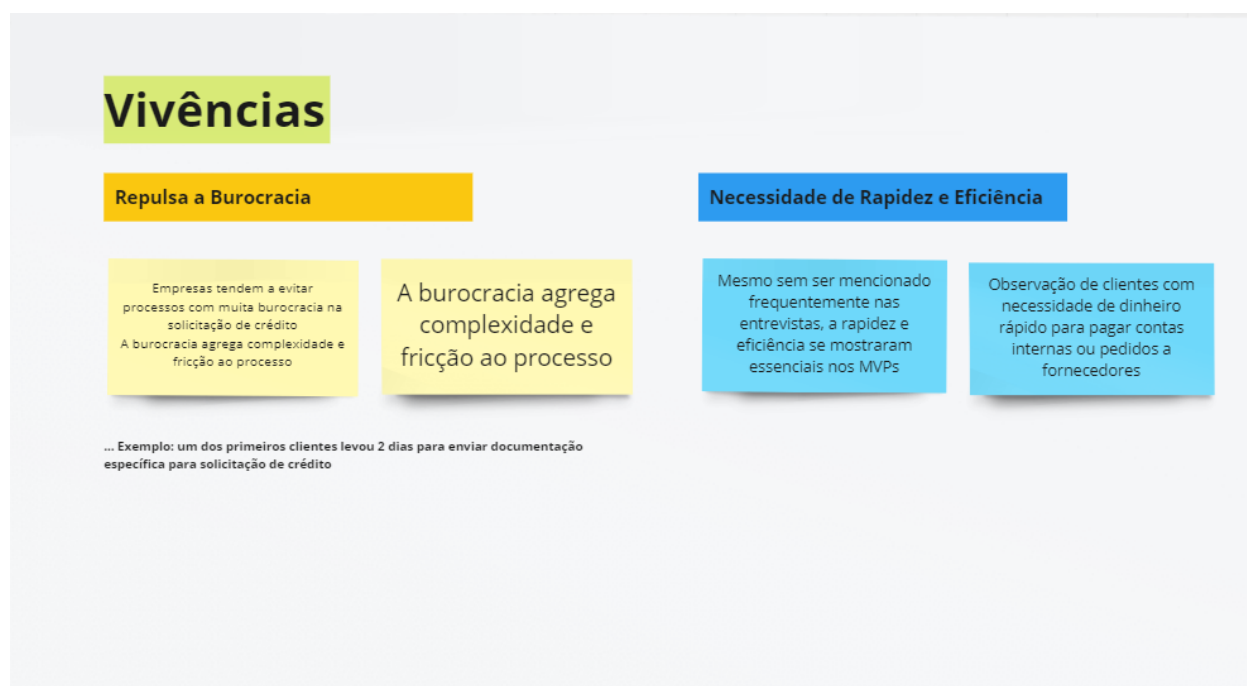 Vivências
Repulsa a Burocracia
Empresas tendem a evitar
processos com muita burocracia na
solicitação de crédito
A burocracia agrega complexidade e
fricção ao processo
A burocracia agrega
complexidade e
fricção ao processo
... Exemplo: um dos primeiros clientes levou 2 dias para enviar documentação
específica para solicitação de crédito
Necessidade de Rapidez e Eficiência
Mesmo sem ser mencionado
frequentemente nas
entrevistas, a rapidez e
eficiência se mostraram
essenciais nos MVPs
Observação de clientes com
necessidade de dinheiro
rápido para pagar contas
internas ou pedidos a
fornecedores